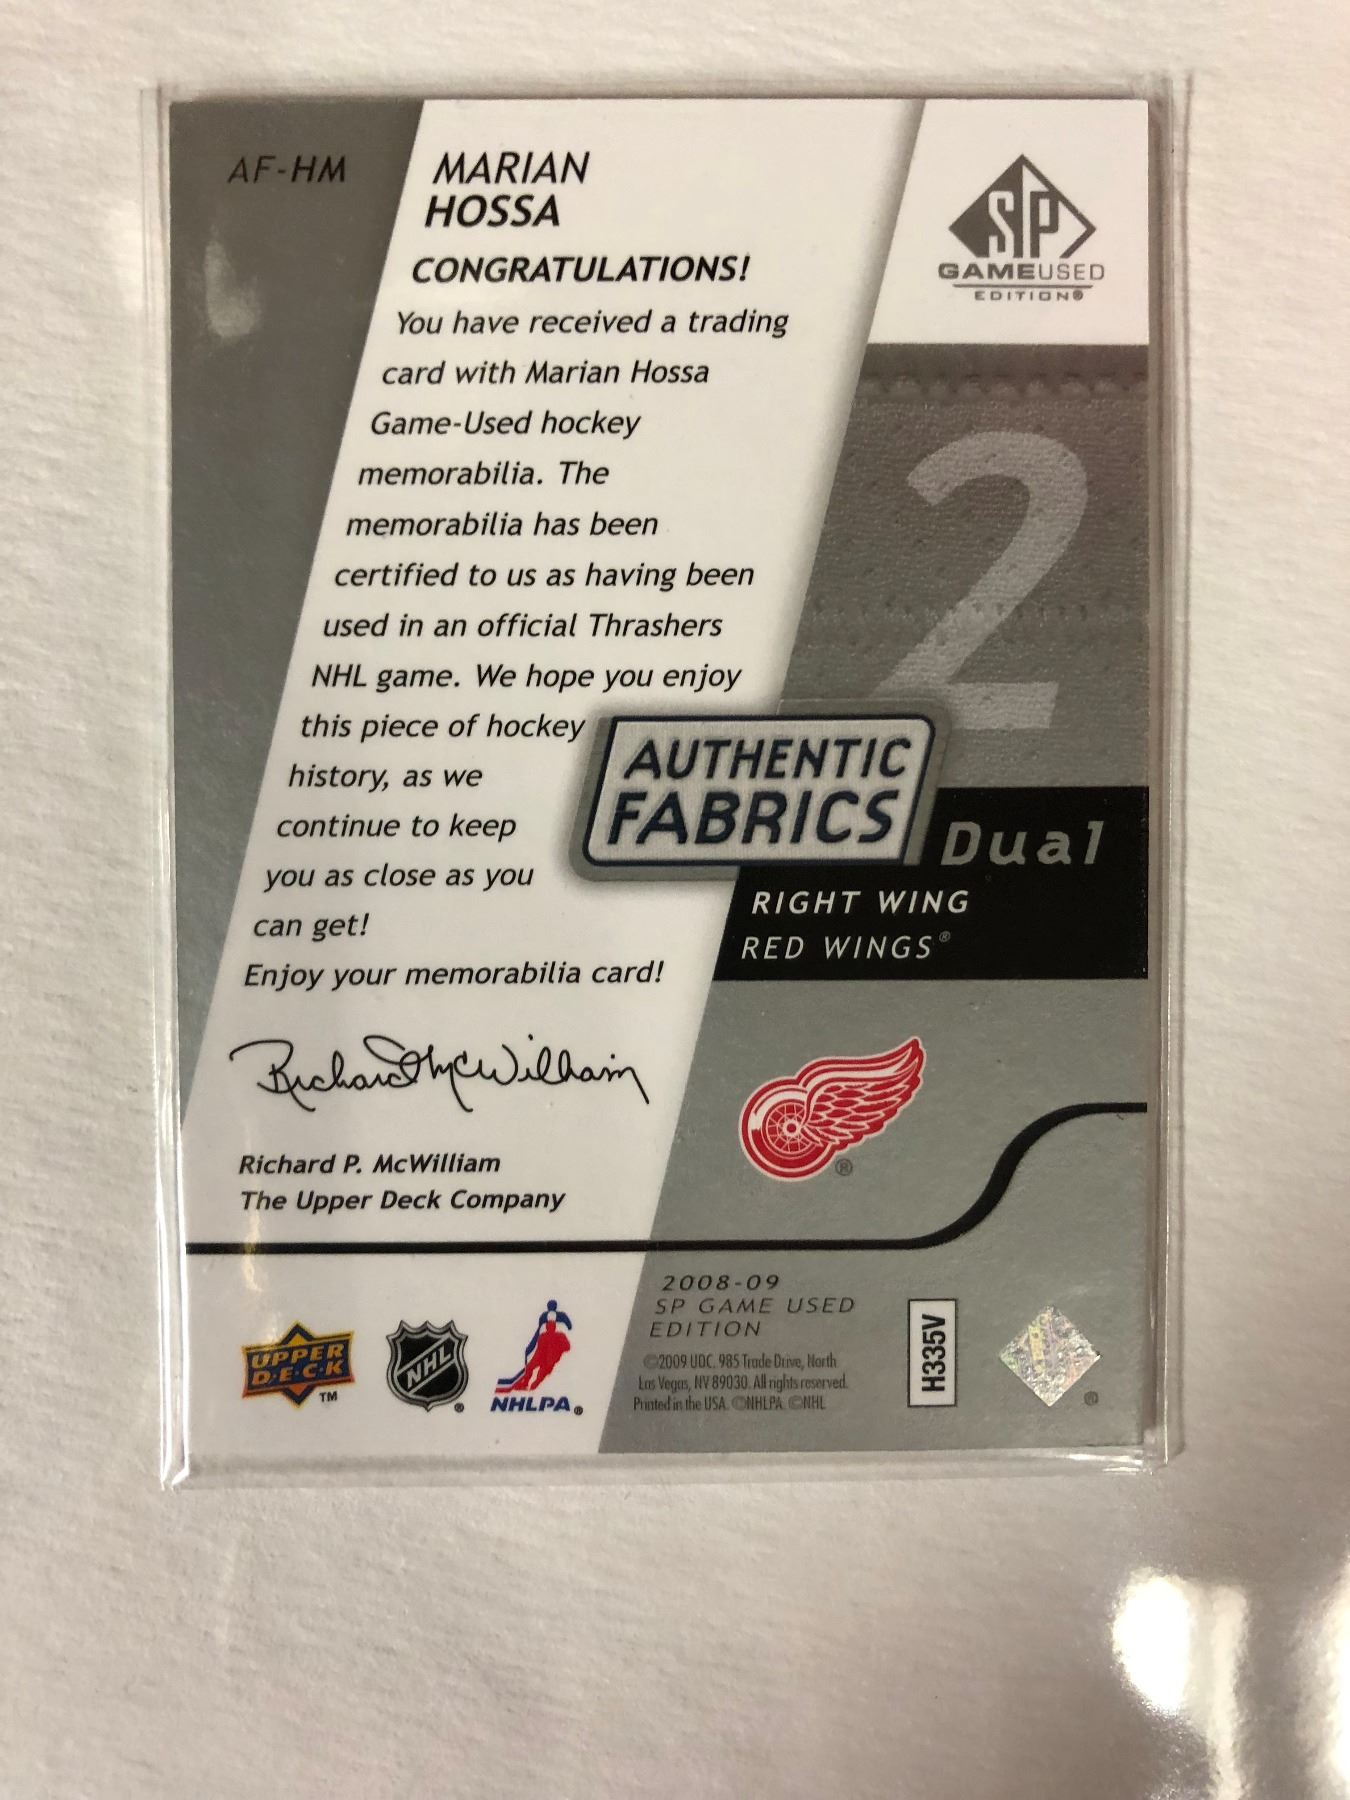 AF-HM
MARIAN
HOSSA
CONGRATULATIONS!
You have received a trading
card with Marian Hossa
Game-Used hockey
memorabilia. The
memorabilia has been
certified to us as having been
used in an official Thrashers
NHL game. We hope you enjoy
this piece of hockey
history, as we
continue to keep
you as close as you
can get!
Enjoy your memorabilia card!
Richard McWilliam
Richard P. McWilliam
The Upper Deck Company
SP
GAMEUSED
EDITION®
2
AUTHENTIC
FABRICS
Dual
RIGHT WING
RED WINGS®
®
UPPER
D·E·C·K
TM
NHL
®
NHLPA®
2008-09
SP GAME USED
EDITION
©2009 UDC. 985 Trade Drive, North
Las Vegas, NV 89030. All rights reserved.
Printed in the USA. ©NHLPA. ©NHL
H335V
®